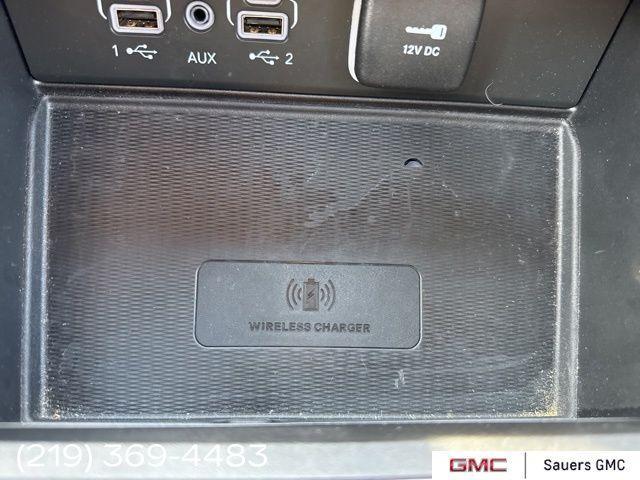 1
AUX
2
12V DC
WIRELESS CHARGER
(219) 369-4483
GMC | Sauers GMC